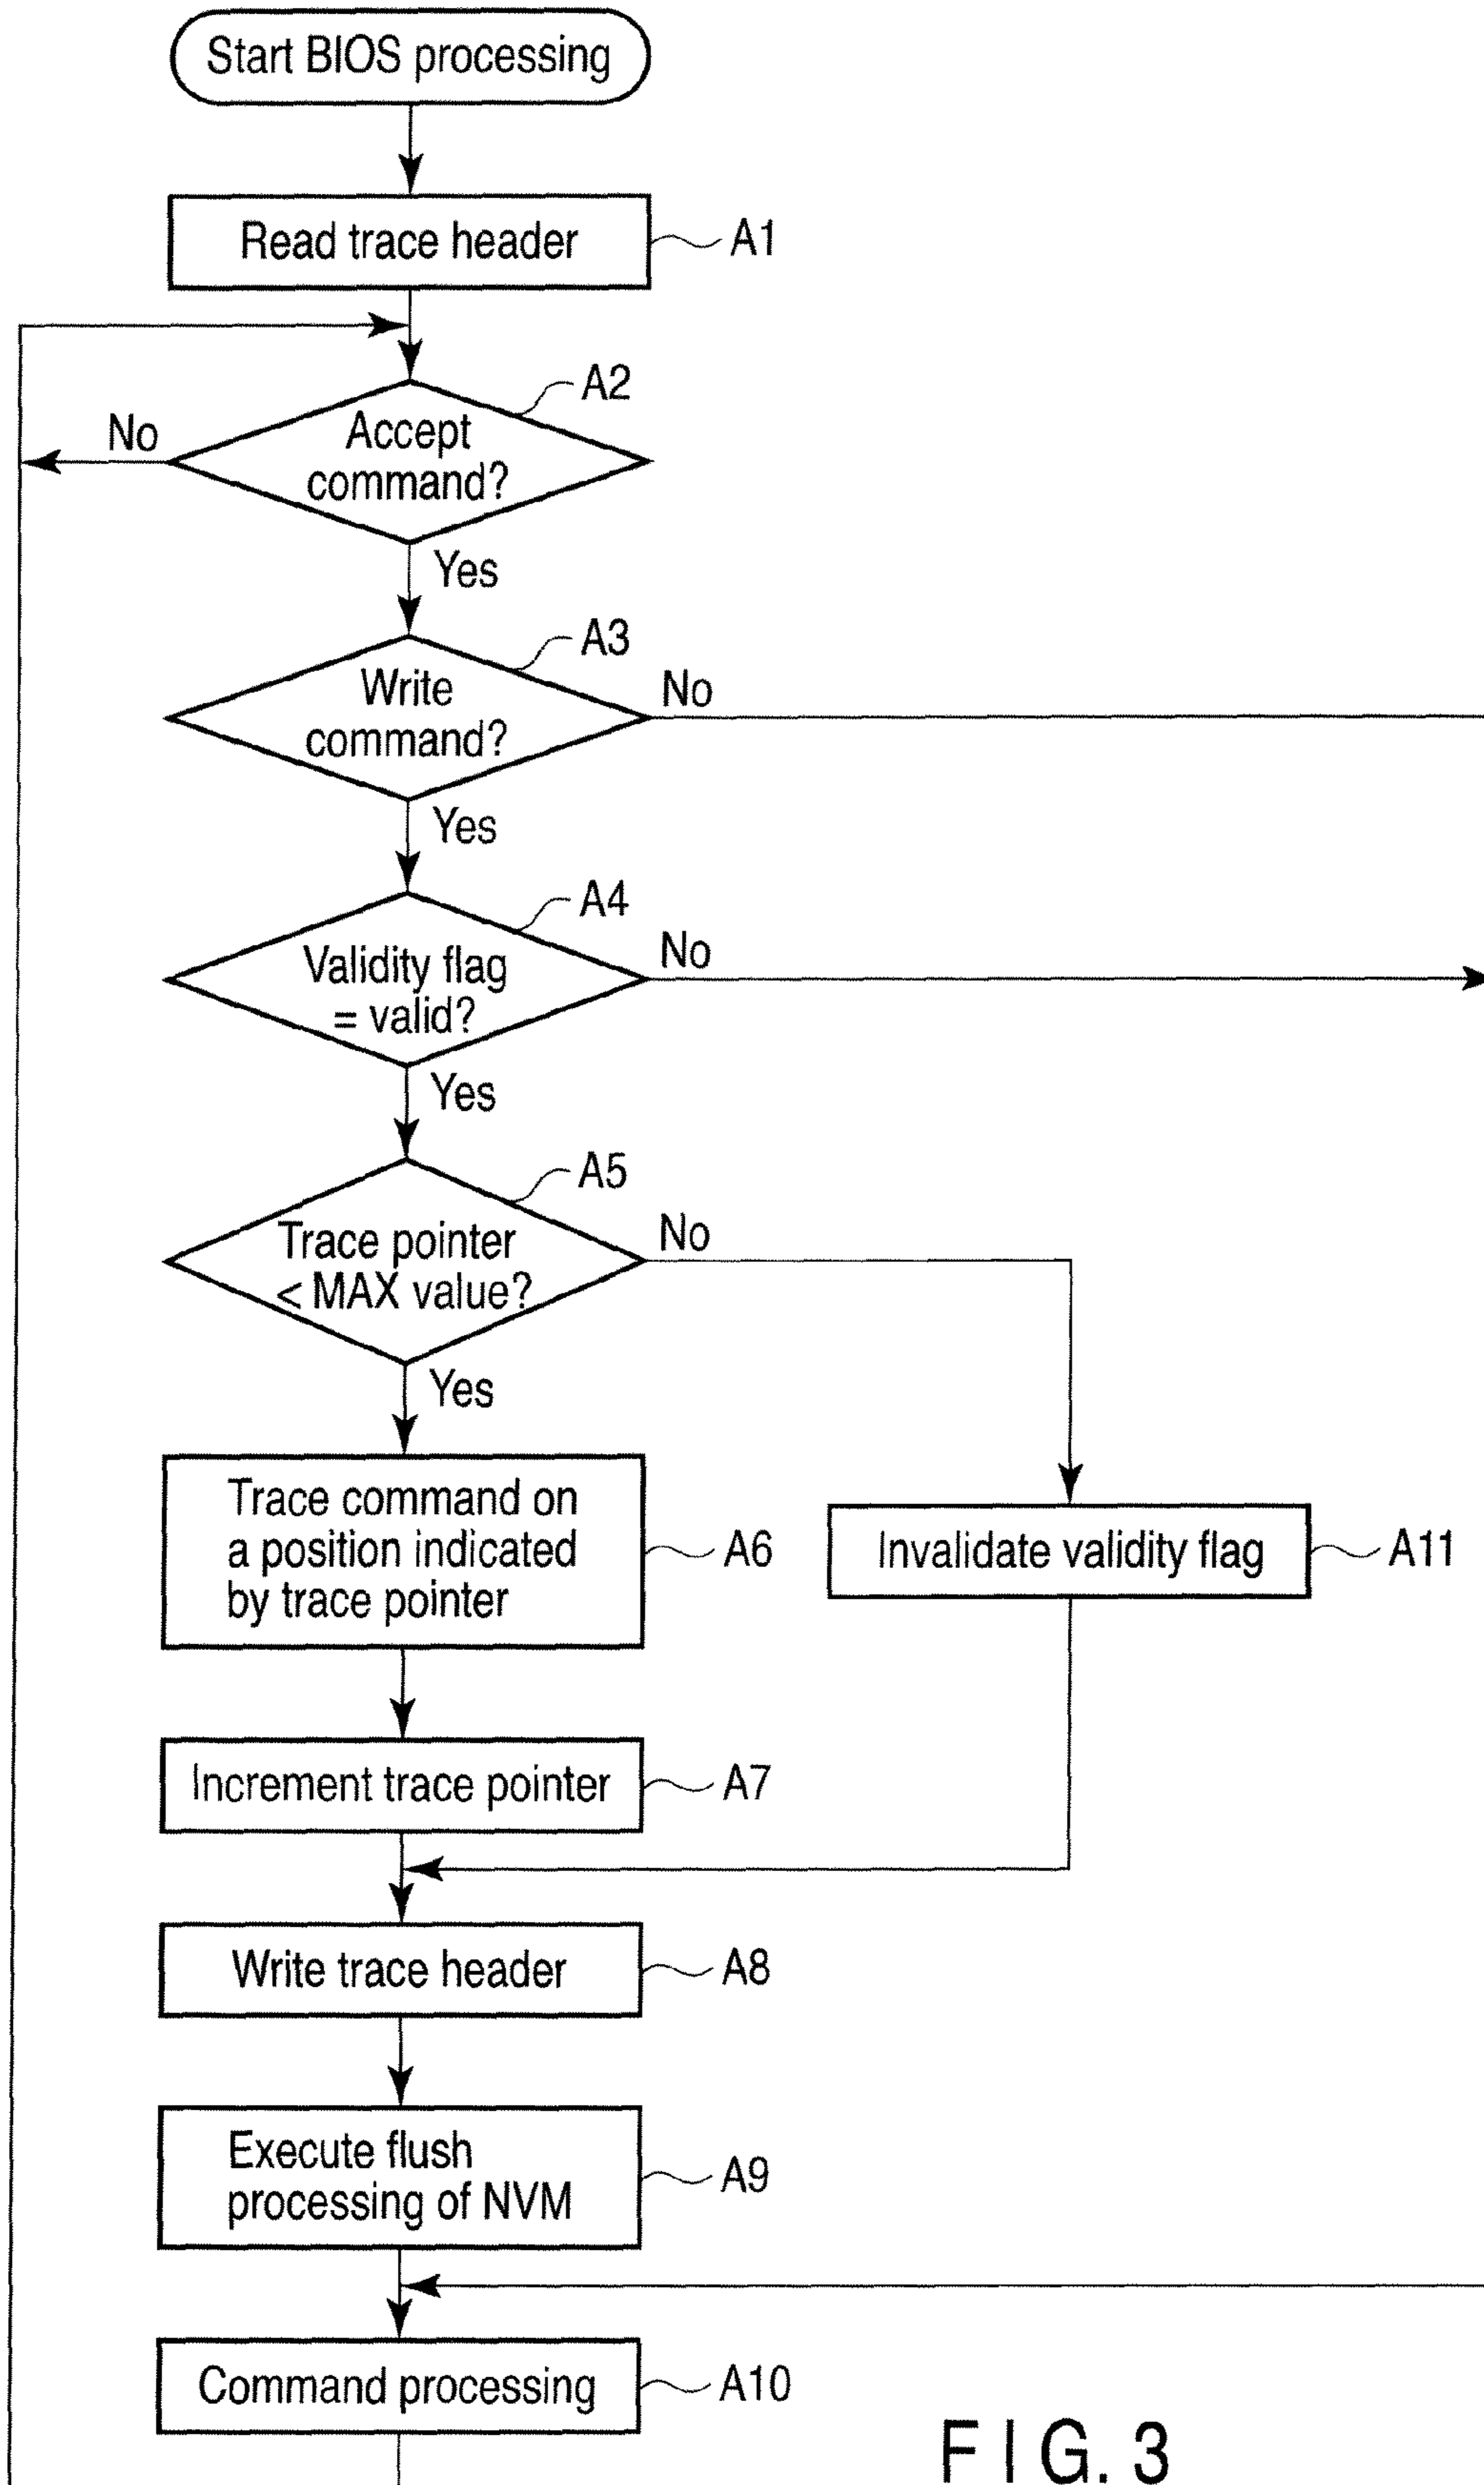 Start BIOS processing
Read trace header
A1
A2
No
Accept
command?
Yes
A3
No
Write
command?
Yes
A4
No
Validity flag
= valid?
Yes
A5
No
Trace pointer
< MAX value?
Yes
Trace command on
a position indicated
by trace pointer
A6
Invalidate validity flag
A11
Increment trace pointer
A7
Write trace header
A8
Execute flush
processing of NVM
A9
Command processing
A10
FIG. 3